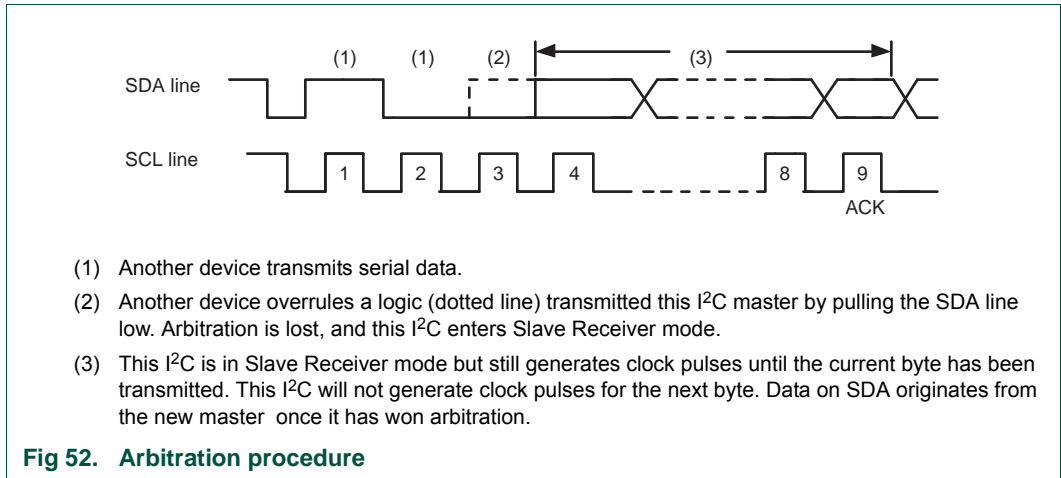 (1) (1) (2) (3)
SDA line
SCL line
1 2 3 4 8 9
ACK
(1) Another device transmits serial data.
(2) Another device overrules a logic (dotted line) transmitted this I2C master by pulling the SDA line
low. Arbitration is lost, and this I2C enters Slave Receiver mode.
(3) This I2C is in Slave Receiver mode but still generates clock pulses until the current byte has been
transmitted. This I2C will not generate clock pulses for the next byte. Data on SDA originates from
the new master once it has won arbitration.
Fig 52. Arbitration procedure